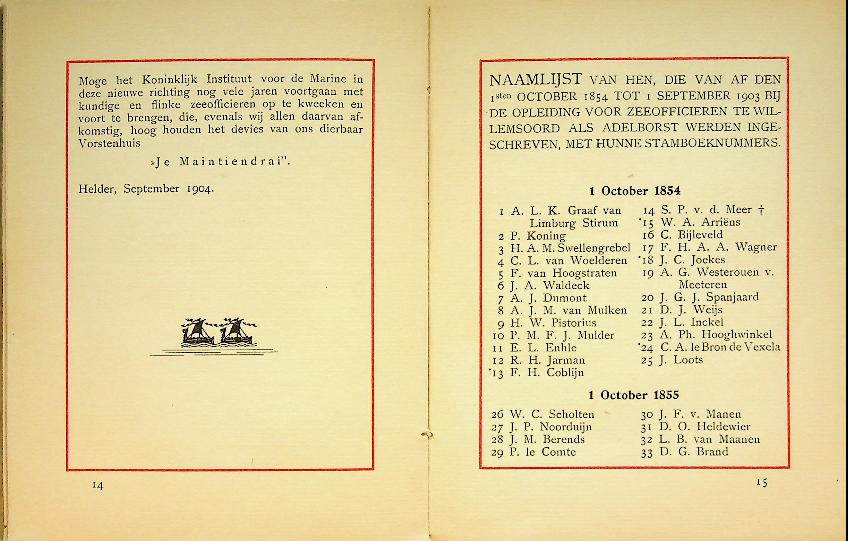 Moge het Koninklijk Instituut voor de Marine in
deze nieuwe richting nog vele jaren voortgaan met
kundige en flinke zeeofficieren op te kweeken en
voort te brengen, die, evenals wij allen daarvan af-
komstig, hoog houden het devies van ons dierbaar
Vorstenhuis
„Je Maintiendrai”.
Helder, September 1904.
14
NAAMLIJST VAN HEN, DIE VAN AF DEN
1sten OCTOBER 1854 TOT 1 SEPTEMBER 1903 BIJ
DE OPLEIDING VOOR ZEEOFFICIEREN TE WIL-
LEMSOORD ALS ADELBORST WERDEN INGE-
SCHREVEN, MET HUNNE STAMBOEKNUMMERS.
1 October 1854
1 A. L. K. Graaf van
Limburg Stirum
2 P. Koning
3 H. A. M. Swellengrebel
4 C. L. van Woelderen
5 F. van Hoogstraten
6 J. A. Waldeck
7 A. J. Dumont
8 A. J. M. van Mulken
9 H. W. Pistorius
10 P. M. F. J. Mulder
11 E. L. Enhle
12 R. H. Jarman
*13 F. H. Coblijn
14 S. P. v. d. Meer †
*15 W. A. Arriëns
16 C. Bijleveld
17 F. H. A. A. Wagner
*18 J. C. Joekes
19 A. G. Westerouen v.
Meeteren
20 J. G. J. Spanjaard
21 D. J. Weijs
22 J. L. Inckel
23 A. Ph. Hooghwinkel
*24 C. A. le Bron de Vexela
25 J. Loots
1 October 1855
26 W. C. Scholten
27 J. P. Noorduijn
28 J. M. Berends
29 P. le Comte
30 J. F. v. Manen
31 D. O. Heldewier
32 L. B. van Maanen
33 D. G. Brand
15